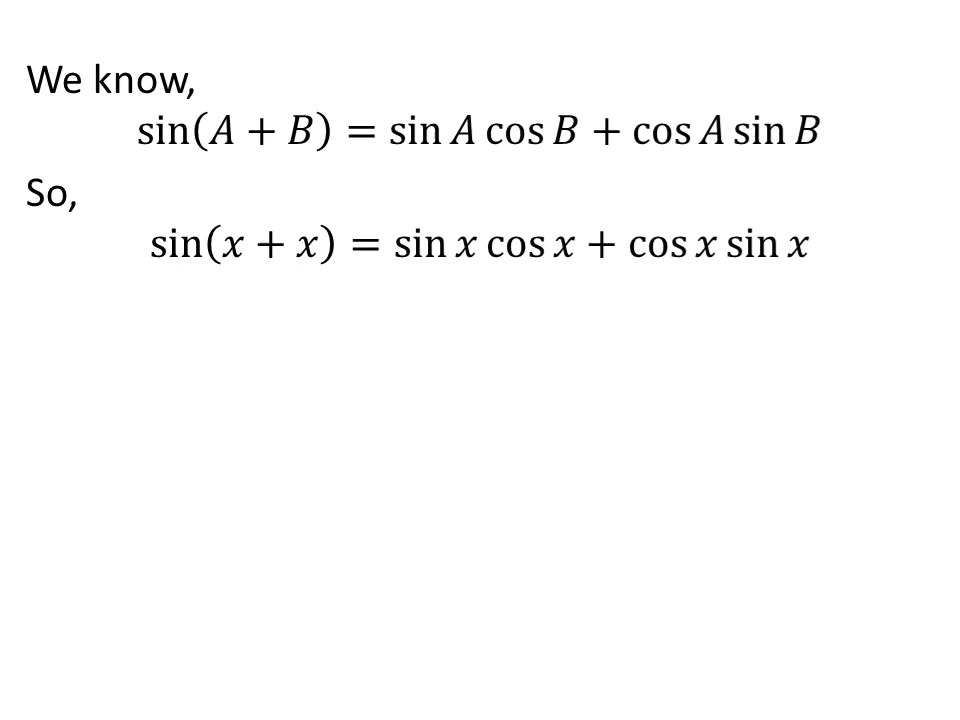 We know,
sin(A + B) = sin A cos B + cos A sin B
So,
sin(x + x) = sin x cos x + cos x sin x